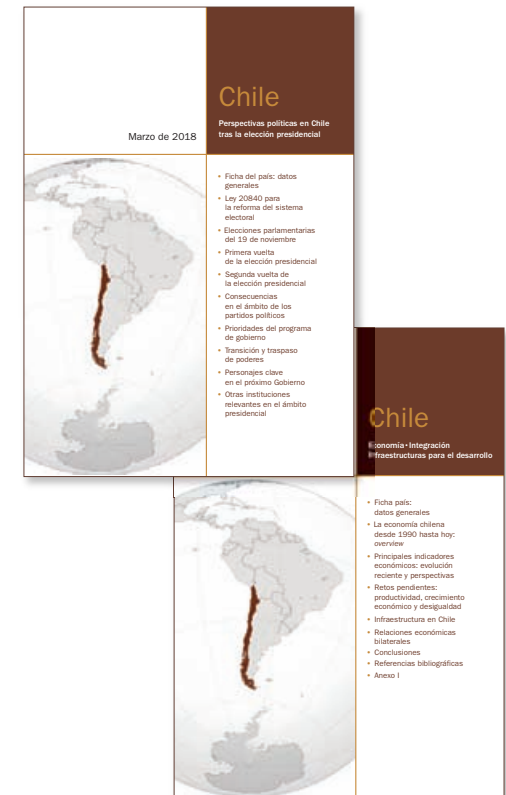 Chile
Perspectivas políticas en Chile
tras la elección presidencial
Marzo de 2018
• Ficha del país: datos
generales
• Ley 20840 para
la reforma del sistema
electoral
• Elecciones parlamentarias
del 19 de noviembre
• Primera vuelta
de la elección presidencial
• Segunda vuelta de
la elección presidencial
• Consecuencias
en el ámbito de los
partidos políticos
• Prioridades del programa
de gobierno
• Transición y traspaso
de poderes
• Personajes clave
en el próximo Gobierno
• Otras instituciones
relevantes en el ámbito
presidencial
Chile
Economía•Integración
fraestructuras para el desarrollo
• Ficha país:
datos generales
• La economía chilena
desde 1990 hasta hoy:
overview
• Principales indicadores
económicos: evolución
reciente y perspectivas
• Retos pendientes:
productividad, crecimiento
económico y desigualdad
• Infraestructura en Chile
• Relaciones económicas
bilaterales
• Conclusiones
• Referencias bibliográficas
• Anexo I